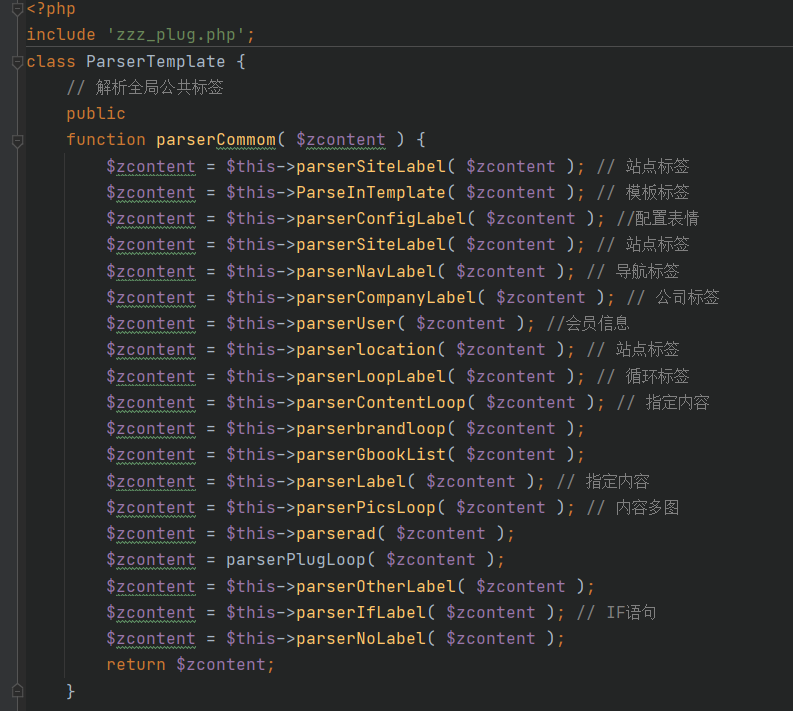 <?php
include 'zzz_plug.php';
class ParserTemplate {
// 解析全局公共标签
public
function parserCommom( $zcontent ) {
$zcontent = $this->parserSiteLabel( $zcontent ); // 站点标签
$zcontent = $this->ParseInTemplate( $zcontent ); // 模板标签
$zcontent = $this->parserConfigLabel( $zcontent ); //配置表情
$zcontent = $this->parserSiteLabel( $zcontent ); // 站点标签
$zcontent = $this->parserNavLabel( $zcontent ); // 导航标签
$zcontent = $this->parserCompanyLabel( $zcontent ); // 公司标签
$zcontent = $this->parserUser( $zcontent ); //会员信息
$zcontent = $this->parserlocation( $zcontent ); // 站点标签
$zcontent = $this->parserLoopLabel( $zcontent ); // 循环标签
$zcontent = $this->parserContentLoop( $zcontent ); // 指定内容
$zcontent = $this->parserbrandloop( $zcontent );
$zcontent = $this->parserGbookList( $zcontent );
$zcontent = $this->parserLabel( $zcontent ); // 指定内容
$zcontent = $this->parserPicsLoop( $zcontent ); // 内容多图
$zcontent = $this->parserad( $zcontent );
$zcontent = parserPlugLoop( $zcontent );
$zcontent = $this->parserOtherLabel( $zcontent );
$zcontent = $this->parserIfLabel( $zcontent ); // IF语句
$zcontent = $this->parserNoLabel( $zcontent );
return $zcontent;
}